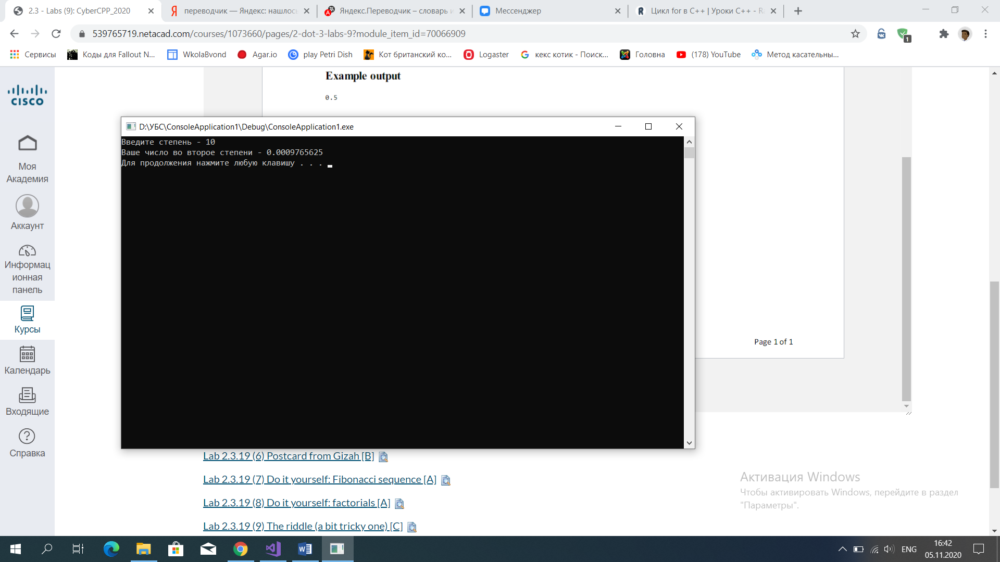 2.3 - Labs (9): CyberCPP_2020
переводчик — Яндекс: нашлось
Яндекс.Переводчик – словарь и
Мессенджер
Цикл for в C++ | Уроки C++ - Ra
539765719.netacad.com/courses/1073660/pages/2-dot-3-labs-9?module_item_id=70066909
1
Сервисы
Коды для Fallout N...
WkolaBvond
Agar.io
play Petri Dish
Кот британский ко...
Logaster
кекс котик - Поиск...
Головна
(178) YouTube
Метод касательны...
CISCO
Моя
Академия
Аккаунт
Информац
ионная
панель
Курсы
Календарь
Входящие
Справка
Example output
0.5
D:\УБС\ConsoleApplication1\Debug\ConsoleApplication1.exe
Введите степень - 10
Ваше число во второе степени - 0.0009765625
Для продолжения нажмите любую клавишу . . .
Page 1 of 1
Lab 2.3.19 (6) Postcard from Gizah [B]
Lab 2.3.19 (7) Do it yourself: Fibonacci sequence [A]
Lab 2.3.19 (8) Do it yourself: factorials [A]
Lab 2.3.19 (9) The riddle (a bit tricky one) [C]
Активация Windows
Чтобы активировать Windows, перейдите в раздел
"Параметры".
ENG
16:42
05.11.2020